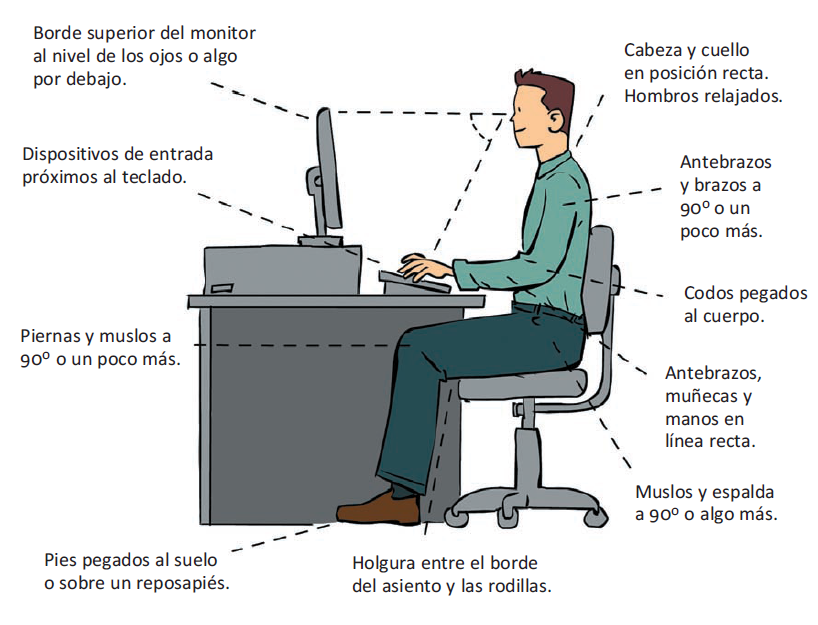 Borde superior del monitor
al nivel de los ojos o algo
por debajo.
Cabeza y cuello
en posición recta.
Hombros relajados.
Dispositivos de entrada
próximos al teclado.
Antebrazos
y brazos a
90º o un
poco más.
Codos pegados
al cuerpo.
Piernas y muslos a
90º o un poco más.
Antebrazos,
muñecas y
manos en
línea recta.
Muslos y espalda
a 90º o algo más.
Pies pegados al suelo
o sobre un reposapiés.
Holgura entre el borde
del asiento y las rodillas.